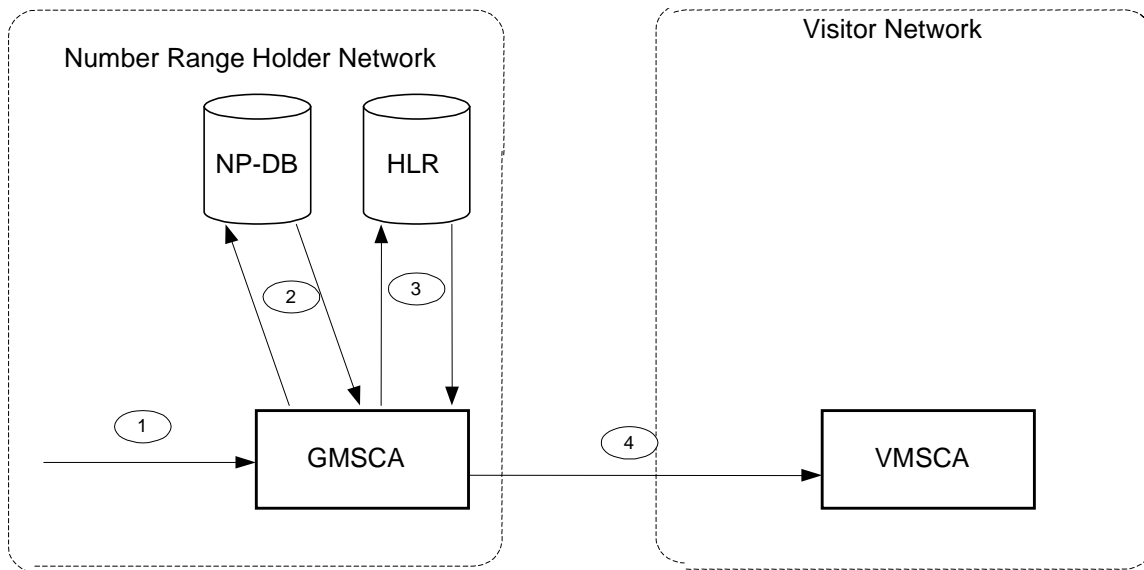 Visitor Network
Number Range Holder Network
NP-DB
HLR
2
3
1
4
GMSCA
VMSCA